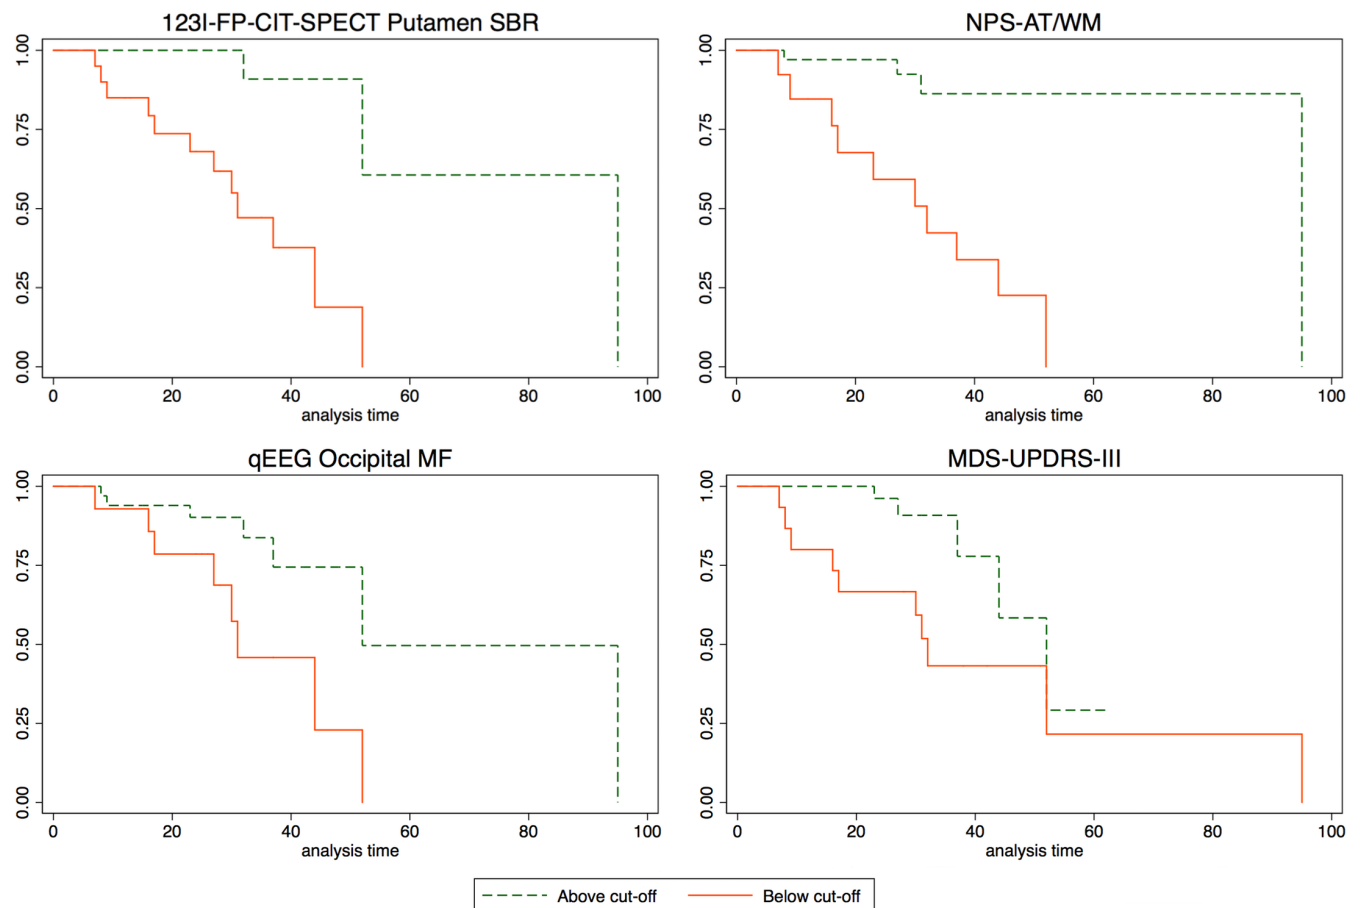 123I-FP-CIT-SPECT Putamen SBR
1.00
0.75
0.50
0.25
0.00
0 20 40 60 80 100
analysis time
NPS-AT/WM
1.00
0.75
0.50
0.25
0.00
0 20 40 60 80 100
analysis time
qEEG Occipital MF
1.00
0.75
0.50
0.25
0.00
0 20 40 60 80 100
analysis time
MDS-UPDRS-III
1.00
0.75
0.50
0.25
0.00
0 20 40 60 80 100
analysis time
Above cut-off Below cut-off